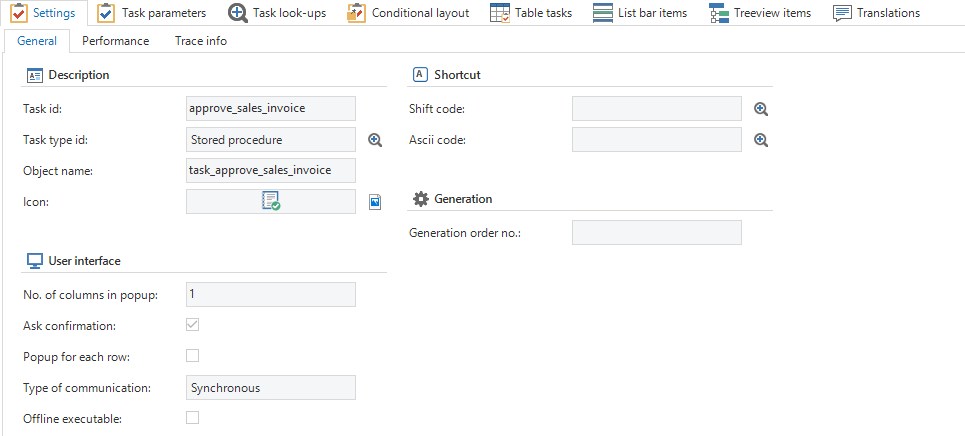 Settings Task parameters Task look-ups Conditional layout Table tasks List bar items Treeview items Translations
General Performance Trace info
Description
Task id: approve_sales_invoice
Task type id: Stored procedure
Object name: task_approve_sales_invoice
Icon:
User interface
No. of columns in popup: 1
Ask confirmation:
Popup for each row:
Type of communication: Synchronous
Offline executable:
A Shortcut
Shift code:
Ascii code:
Generation
Generation order no.: